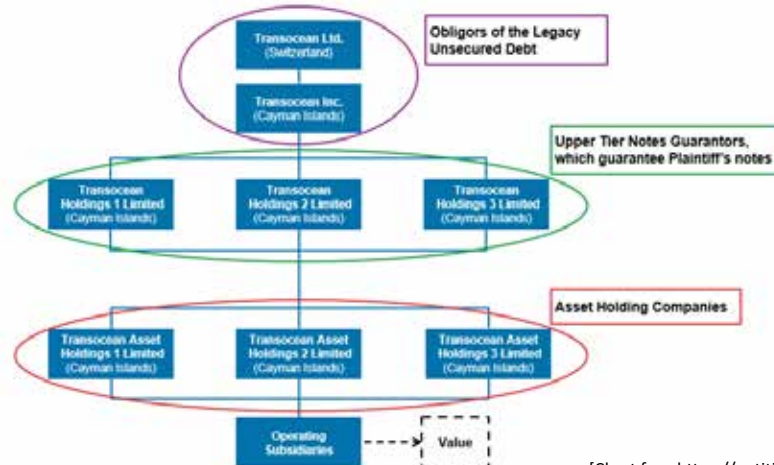 Transocean Ltd.
(Switzerland)
Obligors of the Legacy
Unsecured Debt
Transocean Inc.
(Cayman Islands)
Upper Tier Notes Guarantors,
which guarantee Plaintiff's notes
Transocean
Holdings 1 Limited
(Cayman Islands)
Transocean
Holdings 2 Limited
(Cayman Islands)
Transocean
Holdings 3 Limited
(Cayman Islands)
Asset Holding Companies
Transocean Asset
Holdings 1 Limited
(Cayman Islands)
Transocean Asset
Holdings 2 Limited
(Cayman Islands)
Transocean Asset
Holdings 3 Limited
(Cayman Islands)
Operating
Subsidiaries
Value